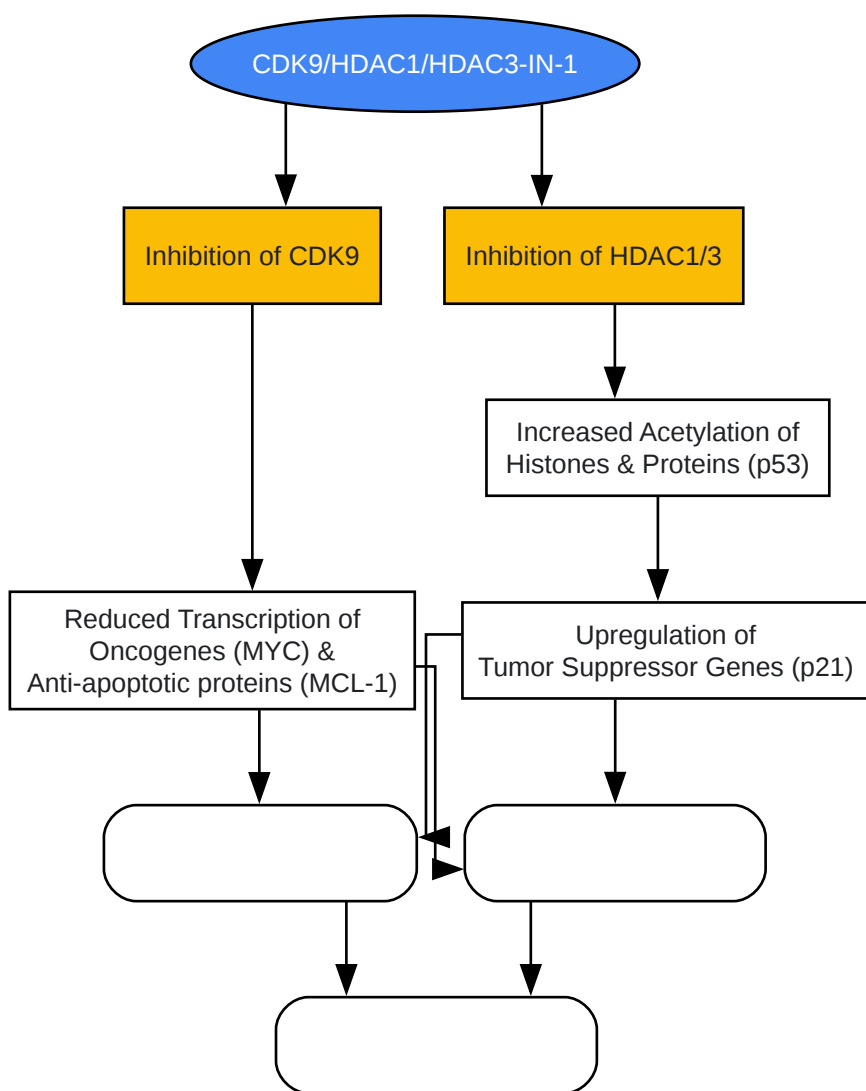 CDK9/HDAC1/HDAC3-IN-1
Inhibition of CDK9
Inhibition of HDAC1/3
Increased Acetylation of
Histones & Proteins (p53)
Reduced Transcription of
Oncogenes (MYC) &
Anti-apoptotic proteins (MCL-1)
Upregulation of
Tumor Suppressor Genes (p21)